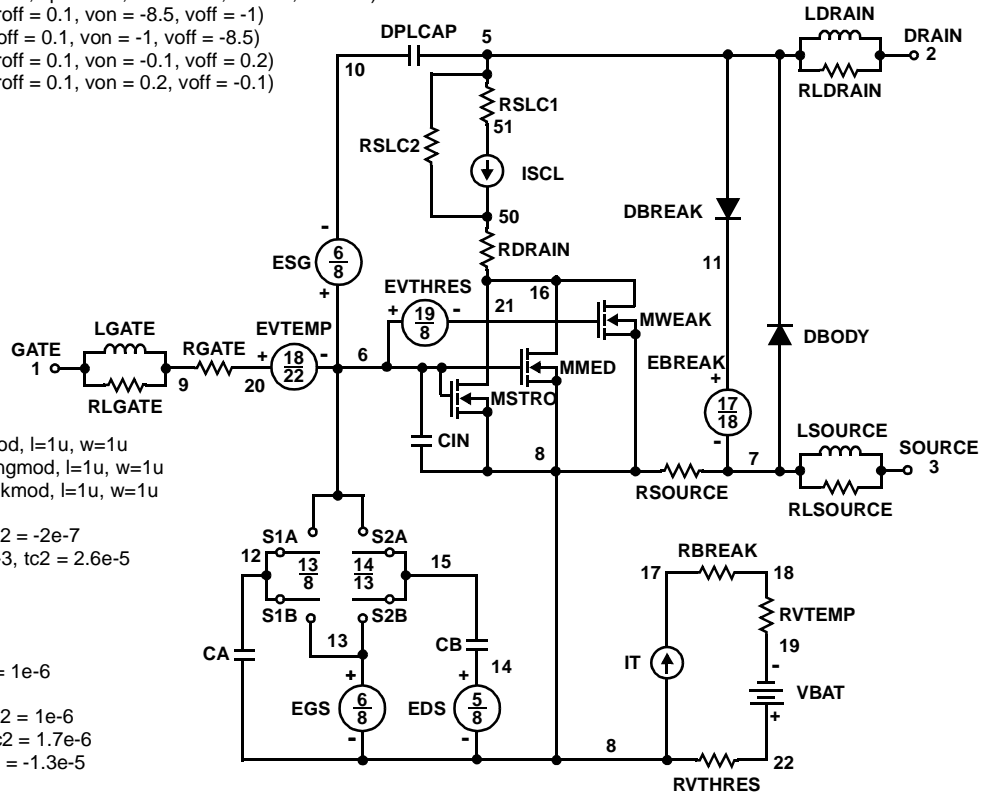 roff = 0.1, von = -8.5, voff = -1)
off = 0.1, von = -1, voff = -8.5)
roff = 0.1, von = -0.1, voff = 0.2)
roff = 0.1, von = 0.2, voff = -0.1)
DPLCAP
5
10
LDRAIN
DRAIN
2
RLDRAIN
RSLC1
51
RSLC2
ISCL
50
RDRAIN
DBREAK
11
ESG
6
8
-
+
EVTHRES
+
19
8
-
21
16
MWEAK
DBODY
LGATE
GATE
1
RLGATE
9
RGATE
20
EVTEMP
+
18
22
-
6
MMED
MSTRO
EBREAK
+
17
18
-
CIN
8
7
RSOURCE
LSOURCE
SOURCE
3
RLSOURCE
od, l=1u, w=1u
ngmod, l=1u, w=1u
kmod, l=1u, w=1u
2 = -2e-7
-3, tc2 = 2.6e-5
S1A
S2A
12
13
8
14
13
15
S1B
S2B
13
CA
CB
14
+
EGS
6
8
-
+
EDS
5
8
-
8
RBREAK
17
18
RVTEMP
19
-
IT
VBAT
+
22
RVTHRES
= 1e-6
2 = 1e-6
c2 = 1.7e-6
= -1.3e-5